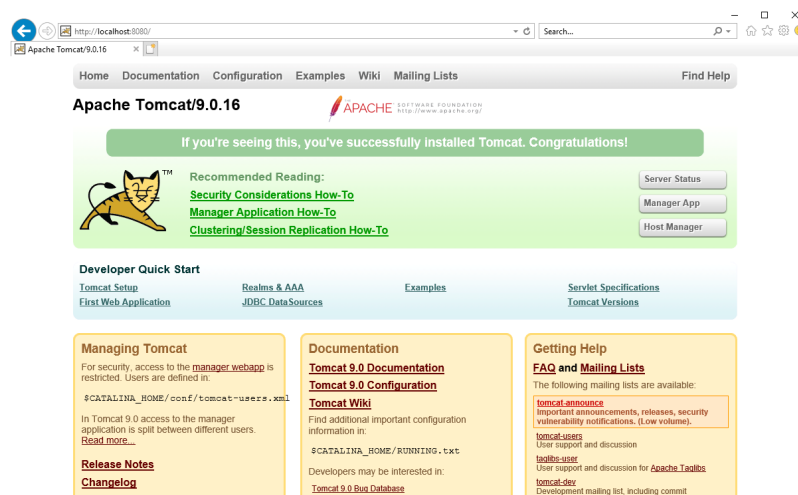 http://localhost:8080/
Search...
Apache Tomcat/9.0.16
Home Documentation Configuration Examples Wiki Mailing Lists Find Help
Apache Tomcat/9.0.16
THE APACHE SOFTWARE FOUNDATION
http://www.apache.org/
If you're seeing this, you've successfully installed Tomcat. Congratulations!
TM
Recommended Reading:
Security Considerations How-To
Manager Application How-To
Clustering/Session Replication How-To
Server Status
Manager App
Host Manager
Developer Quick Start
Tomcat Setup
First Web Application
Realms & AAA
JDBC DataSources
Examples
Servlet Specifications
Tomcat Versions
Managing Tomcat
For security, access to the manager webapp is
restricted. Users are defined in:
$CATALINA_HOME/conf/tomcat-users.xml
In Tomcat 9.0 access to the manager
application is split between different users.
Read more...
Release Notes
Changelog
Documentation
Tomcat 9.0 Documentation
Tomcat 9.0 Configuration
Tomcat Wiki
Find additional important configuration
information in:
$CATALINA_HOME/RUNNING.txt
Developers may be interested in:
Tomcat 9.0 Bug Database
Getting Help
FAQ and Mailing Lists
The following mailing lists are available:
tomcat-announce
Important announcements, releases, security
vulnerability notifications. (Low volume).
tomcat-users
User support and discussion
taglibs-user
User support and discussion for Apache Taglibs
tomcat-dev
Development mailing list, including commit